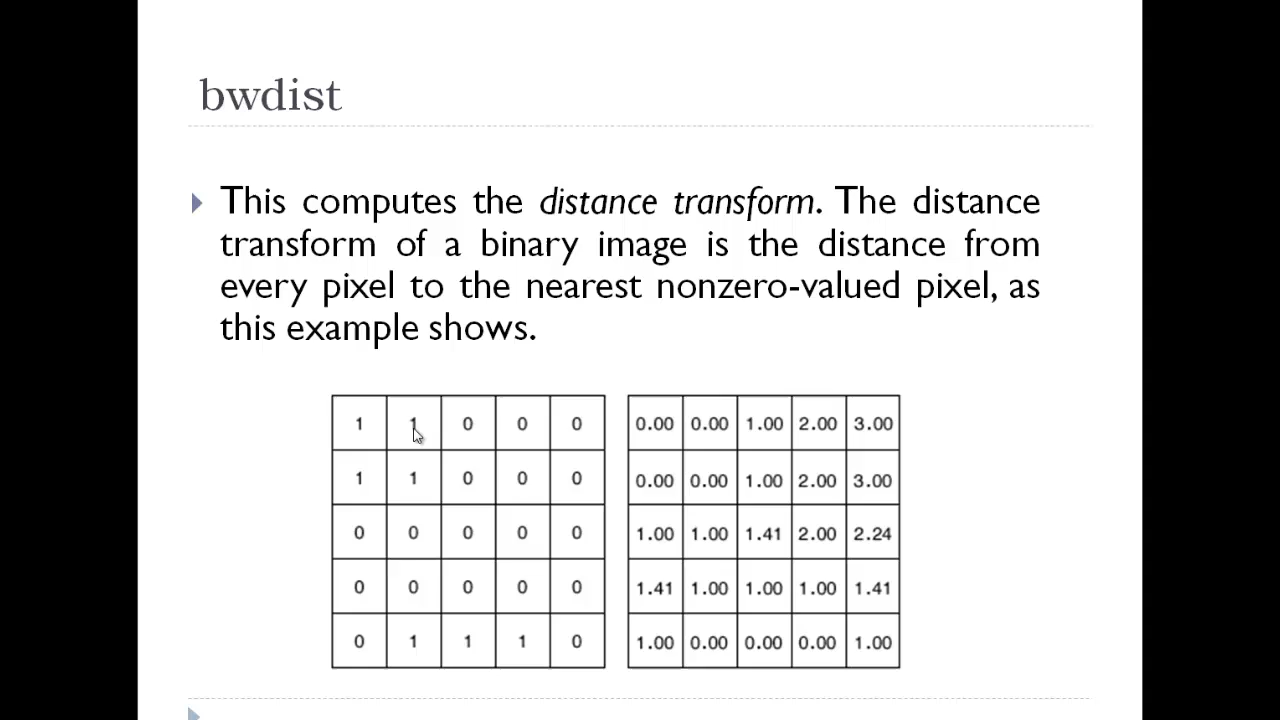 bwdist
This computes the distance transform. The distance
transform of a binary image is the distance from
every pixel to the nearest nonzero-valued pixel, as
this example shows.
1 1 0 0 0 0.00 0.00 1.00 2.00 3.00
1 1 0 0 0 0.00 0.00 1.00 2.00 3.00
0 0 0 0 0 1.00 1.00 1.41 2.00 2.24
0 0 0 0 0 1.41 1.00 1.00 1.00 1.41
0 1 1 1 0 1.00 0.00 0.00 0.00 1.00